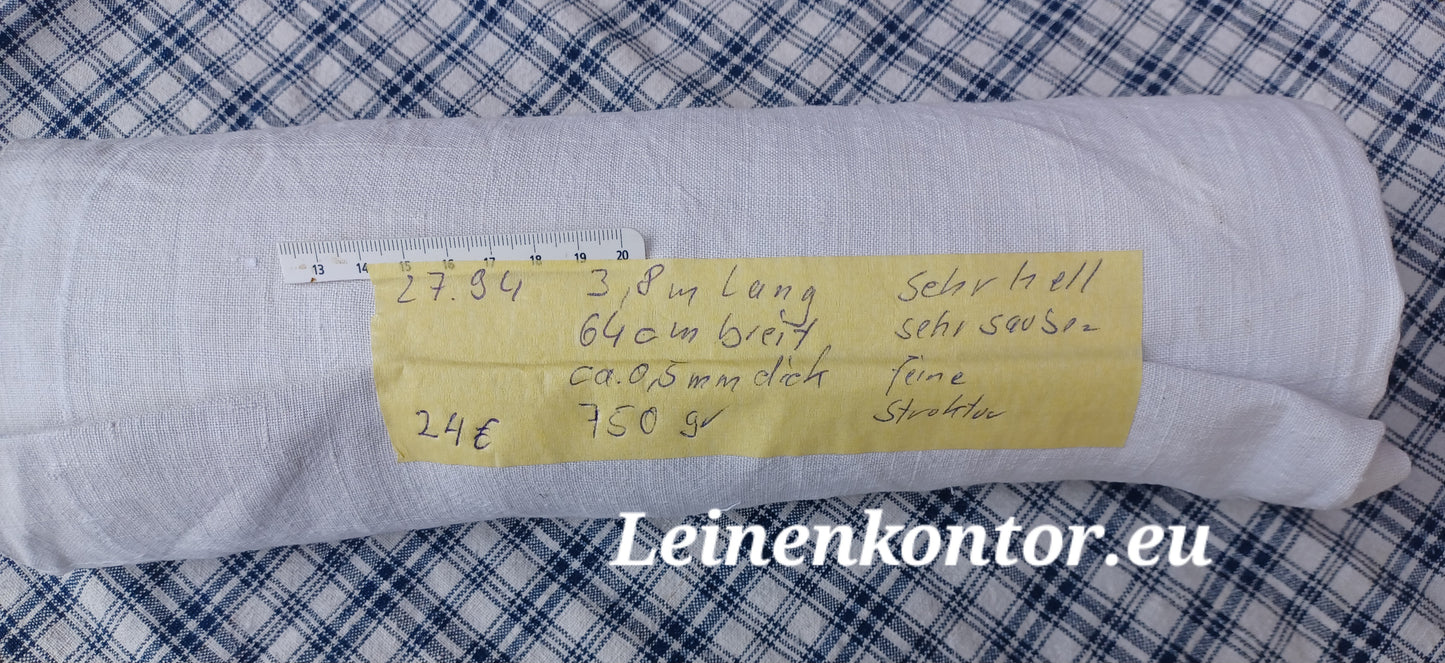 13 14 15 16 17 18 19 20
27.94 3,8m Lang sehr hell
64cm breit sehr sauber
ca. 0,5mm dick feine
24€ 750 gr Struktur
Leinenkontor.eu